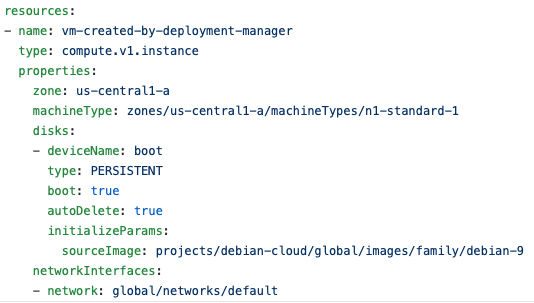 resources:
- name: vm-created-by-deployment-manager
  type: compute.v1.instance
  properties:
    zone: us-central1-a
    machineType: zones/us-central1-a/machineTypes/n1-standard-1
    disks:
    - deviceName: boot
      type: PERSISTENT
      boot: true
      autoDelete: true
      initializeParams:
        sourceImage: projects/debian-cloud/global/images/family/debian-9
    networkInterfaces:
    - network: global/networks/default